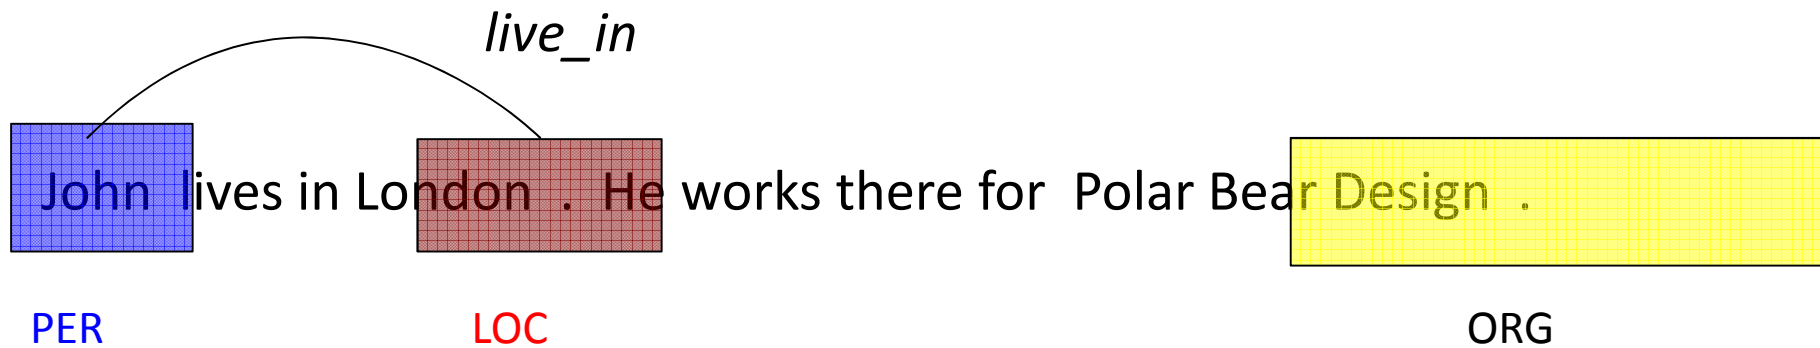 live_in
John lives in London . He works there for Polar Bear Design .
PER LOC ORG